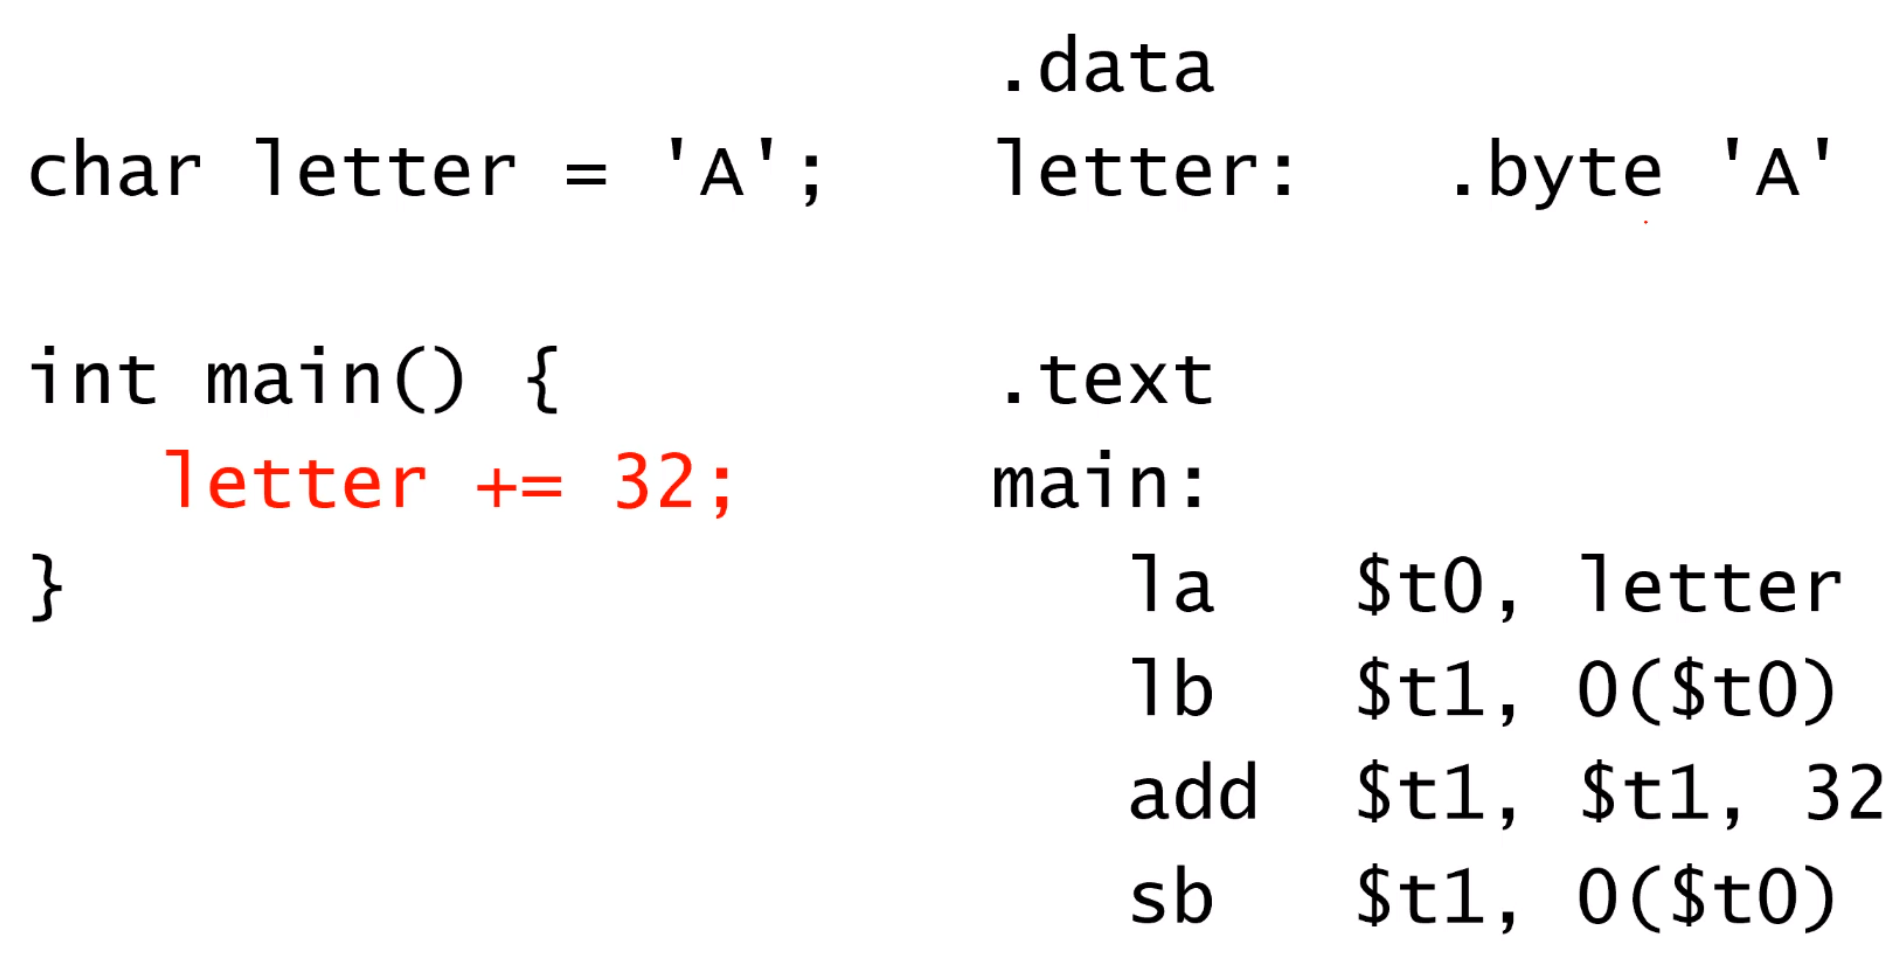 char letter = 'A';
int main() {
   letter += 32;
}
.data
letter:   .byte 'A'
.text
main:
   la   $t0, letter
   lb   $t1, 0($t0)
   add  $t1, $t1, 32
   sb   $t1, 0($t0)